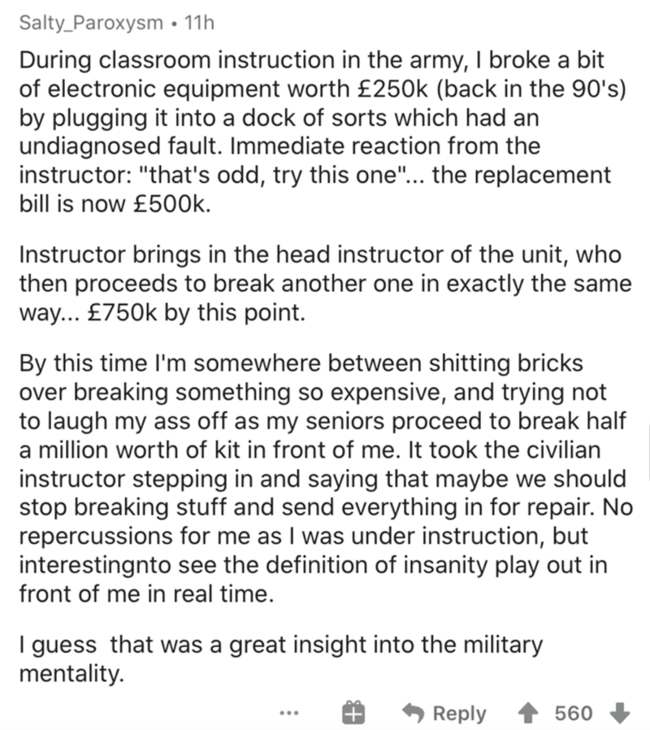 Salty_Paroxysm • 11h
During classroom instruction in the army, I broke a bit
of electronic equipment worth £250k (back in the 90's)
by plugging it into a dock of sorts which had an
undiagnosed fault. Immediate reaction from the
instructor: "that's odd, try this one"... the replacement
bill is now £500k.
Instructor brings in the head instructor of the unit, who
then proceeds to break another one in exactly the same
way... £750k by this point.
By this time I'm somewhere between shitting bricks
over breaking something so expensive, and trying not
to laugh my ass off as my seniors proceed to break half
a million worth of kit in front of me. It took the civilian
instructor stepping in and saying that maybe we should
stop breaking stuff and send everything in for repair. No
repercussions for me as I was under instruction, but
interestingnto see the definition of insanity play out in
front of me in real time.
I guess  that was a great insight into the military
mentality.
... Reply 560